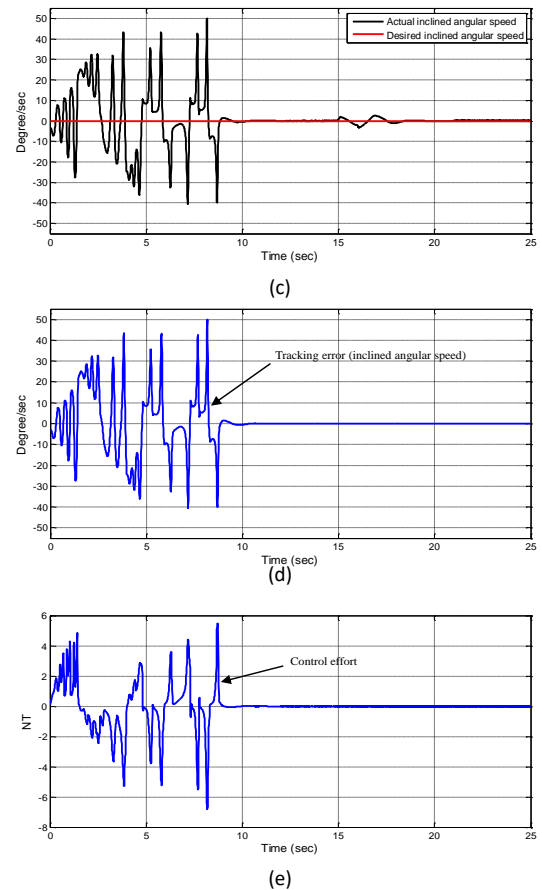 50
40
30
20
10
0
-10
-20
-30
-40
-50
Degree/sec
Actual inclined angular speed
Desired inclined angular speed
0 5 10 15 20 25
Time (sec)
(c)
50
40
30
20
10
0
-10
-20
-30
-40
-50
Degree/sec
Tracking error (inclined angular speed)
0 5 10 15 20 25
Time (sec)
(d)
6
4
2
0
-2
-4
-6
-8
NT
Control effort
0 5 10 15 20 25
Time (sec)
(e)